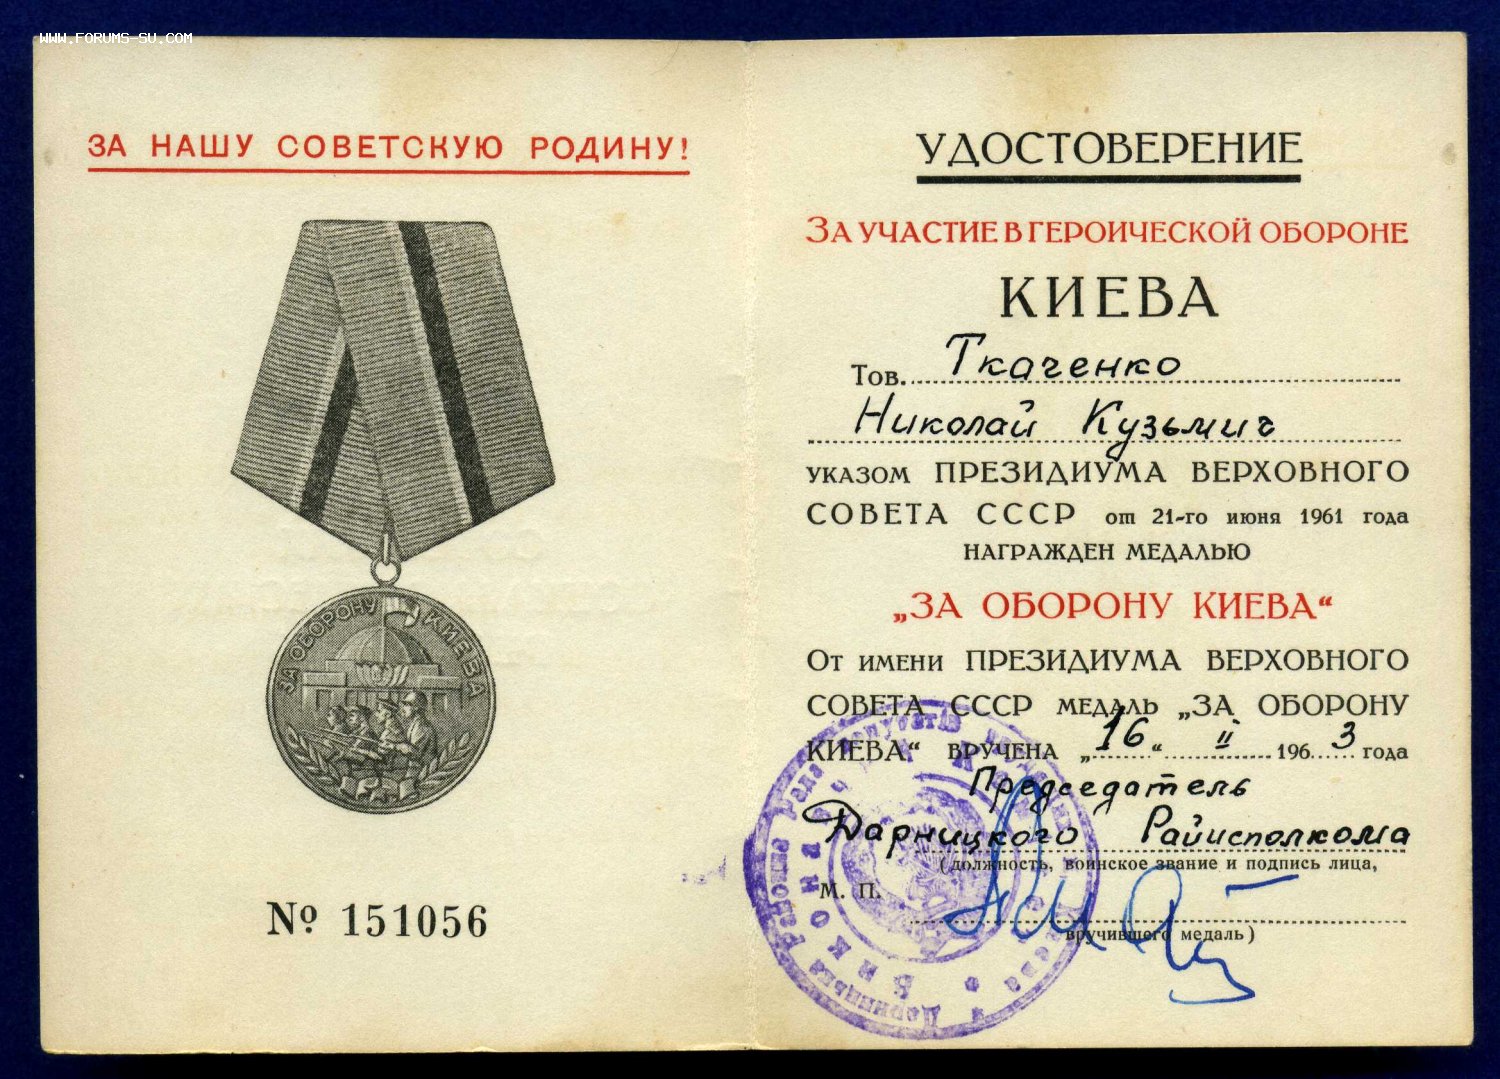 WWW.FORUMS-SU.COM
ЗА НАШУ СОВЕТСКУЮ РОДИНУ!
ЗА ОБОРОНУ КИЕВА
№ 151056
УДОСТОВЕРЕНИЕ
ЗА УЧАСТИЕ В ГЕРОИЧЕСКОЙ ОБОРОНЕ
КИЕВА
Тов. Ткаченко
Николай Кузьмич
УКАЗОМ ПРЕЗИДИУМА ВЕРХОВНОГО
СОВЕТА СССР от 21-го июня 1961 года
НАГРАЖДЕН МЕДАЛЬЮ
„ЗА ОБОРОНУ КИЕВА“
ОТ ИМЕНИ ПРЕЗИДИУМА ВЕРХОВНОГО
СОВЕТА СССР МЕДАЛЬ „ЗА ОБОРОНУ
КИЕВА“ ВРУЧЕНА „16“ II 1963 года
Председатель
Дарницкого Райисполкома
(должность, воинское звание и подпись лица,
М. П.
вручившего медаль)